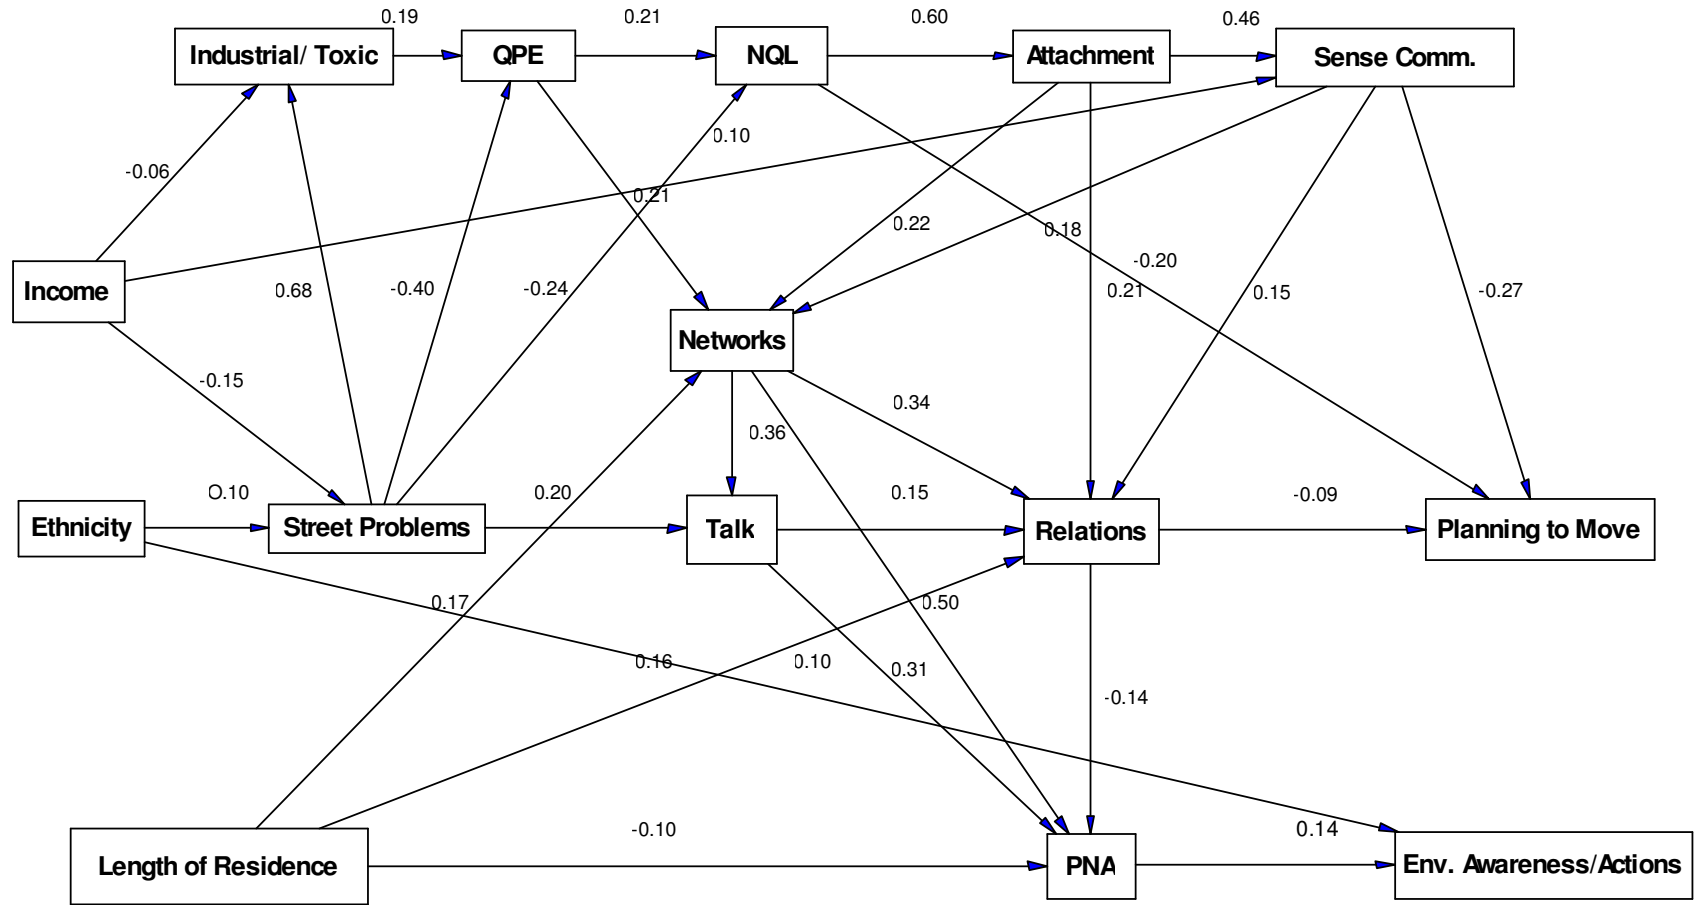 0.19
0.21
0.60
0.46
Industrial/ Toxic
QPE
NQL
Attachment
Sense Comm.
0.10
-0.06
0.21
0.22
0.18
-0.20
Income
0.68
-0.40
-0.24
0.21
0.15
-0.27
Networks
-0.15
0.34
0.36
O.10
0.20
0.15
-0.09
Ethnicity
Street Problems
Talk
Relations
Planning to Move
0.17
0.50
0.16
0.10
0.31
-0.14
-0.10
0.14
Length of Residence
PNA
Env. Awareness/Actions